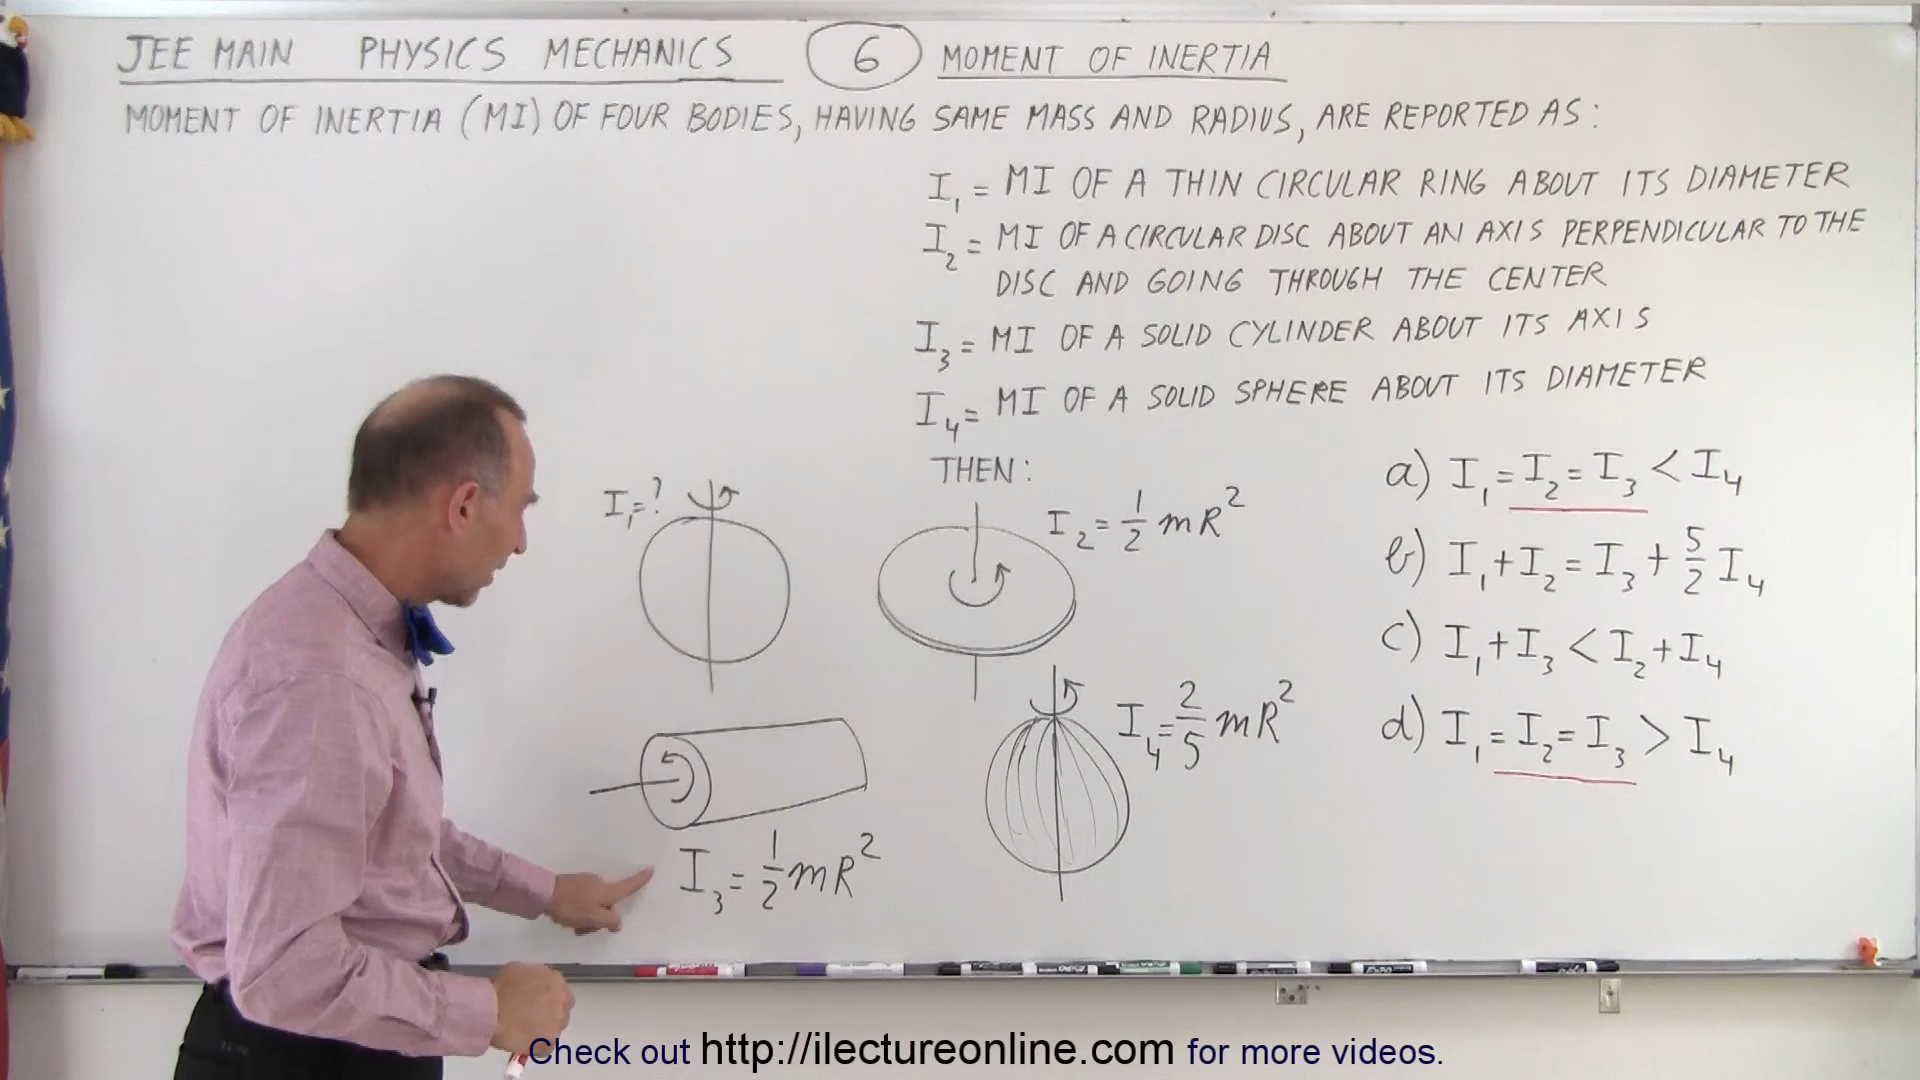 JEE MAIN PHYSICS MECHANICS 6 MOMENT OF INERTIA
MOMENT OF INERTIA (MI) OF FOUR BODIES, HAVING SAME MASS AND RADIUS, ARE REPORTED AS:
I₁ = MI OF A THIN CIRCULAR RING ABOUT ITS DIAMETER
I₂ = MI OF A CIRCULAR DISC ABOUT AN AXIS PERPENDICULAR TO THE
DISC AND GOING THROUGH THE CENTER
I₃ = MI OF A SOLID CYLINDER ABOUT ITS AXIS
I₄ = MI OF A SOLID SPHERE ABOUT ITS DIAMETER
THEN:
I₁ = ?
I₂ = 1/2 mR²
I₃ = 1/2 mR²
I₄ = 2/5 mR²
a) I₁ = I₂ = I₃ < I₄
b) I₁ + I₂ = I₃ + 5/2 I₄
c) I₁ + I₃ < I₂ + I₄
d) I₁ = I₂ = I₃ > I₄
Check out http://ilectureonline.com for more videos.